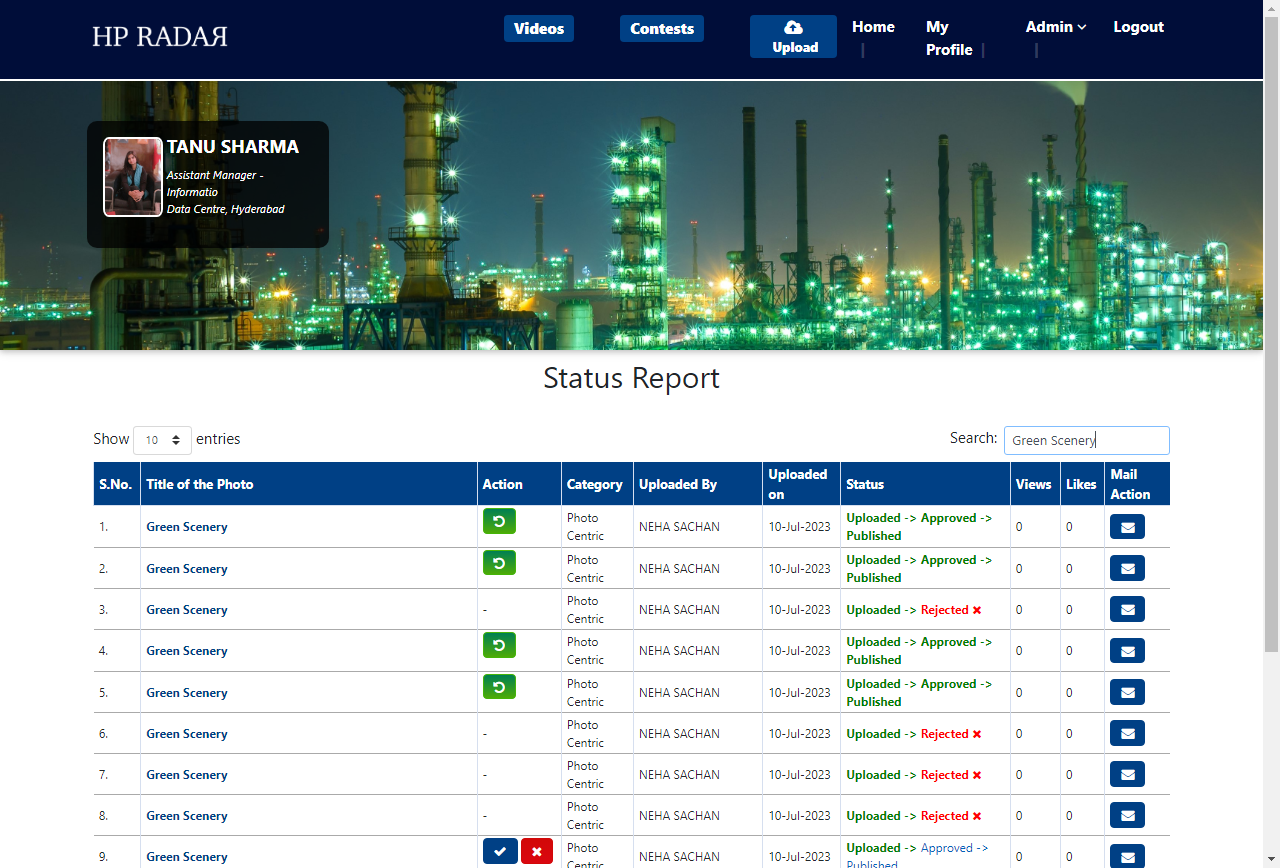 HP RADAЯ
Videos
Contests
Upload
Home
|
My
Profile |
Admin
|
Logout
TANU SHARMA
Assistant Manager -
Informatio
Data Centre, Hyderabad
Status Report
Show 10 entries
Search: Green Scenery
S.No. Title of the Photo Action Category Uploaded By Uploaded on Status Views Likes Mail Action
1. Green Scenery Photo Centric NEHA SACHAN 10-Jul-2023 Uploaded -> Approved -> Published 0 0
2. Green Scenery Photo Centric NEHA SACHAN 10-Jul-2023 Uploaded -> Approved -> Published 0 0
3. Green Scenery - Photo Centric NEHA SACHAN 10-Jul-2023 Uploaded -> Rejected ✖ 0 0
4. Green Scenery Photo Centric NEHA SACHAN 10-Jul-2023 Uploaded -> Approved -> Published 0 0
5. Green Scenery Photo Centric NEHA SACHAN 10-Jul-2023 Uploaded -> Approved -> Published 0 0
6. Green Scenery - Photo Centric NEHA SACHAN 10-Jul-2023 Uploaded -> Rejected ✖ 0 0
7. Green Scenery - Photo Centric NEHA SACHAN 10-Jul-2023 Uploaded -> Rejected ✖ 0 0
8. Green Scenery - Photo Centric NEHA SACHAN 10-Jul-2023 Uploaded -> Rejected ✖ 0 0
9. Green Scenery Photo Centric NEHA SACHAN 10-Jul-2023 Uploaded -> Approved -> Published 0 0